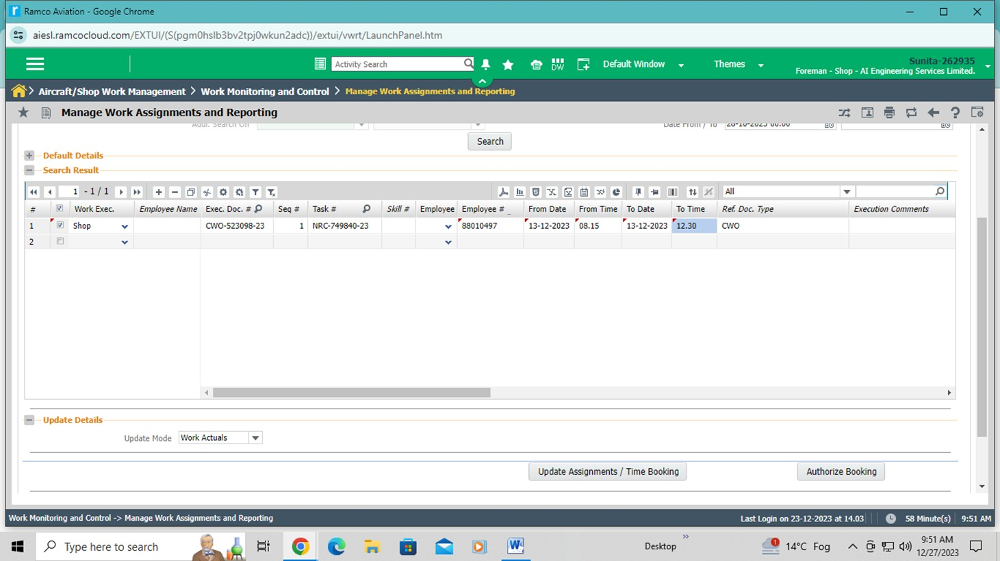 Ramco Aviation - Google Chrome
aiesl.ramcocloud.com/EXTUI/(S(pgm0hslb3bv2tpj0wkun2adc))/extui/vwrt/LaunchPanel.htm
Activity Search
DW
Default Window
Themes
Sunita-262935
Foreman - Shop - AI Engineering Services Limited.
Aircraft/Shop Work Management > Work Monitoring and Control > Manage Work Assignments and Reporting
Manage Work Assignments and Reporting
Addl. Search On
Date From / To 28-10-2023 00.00
Search
Default Details
Search Result
1 - 1 / 1
All
# Work Exec. Employee Name Exec. Doc. # Seq # Task # Skill # Employee Employee # From Date From Time To Date To Time Ref. Doc. Type Execution Comments
1 Shop CWO-523098-23 1 NRC-749840-23 88010497 13-12-2023 08.15 13-12-2023 12.30 CWO
2
Update Details
Update Mode Work Actuals
Update Assignments / Time Booking
Authorize Booking
Work Monitoring and Control -> Manage Work Assignments and Reporting
Last Login on 23-12-2023 at 14.03
58 Minute(s)
9:51 AM
Type here to search
Desktop
1
14°C Fog
9:51 AM
12/27/2023